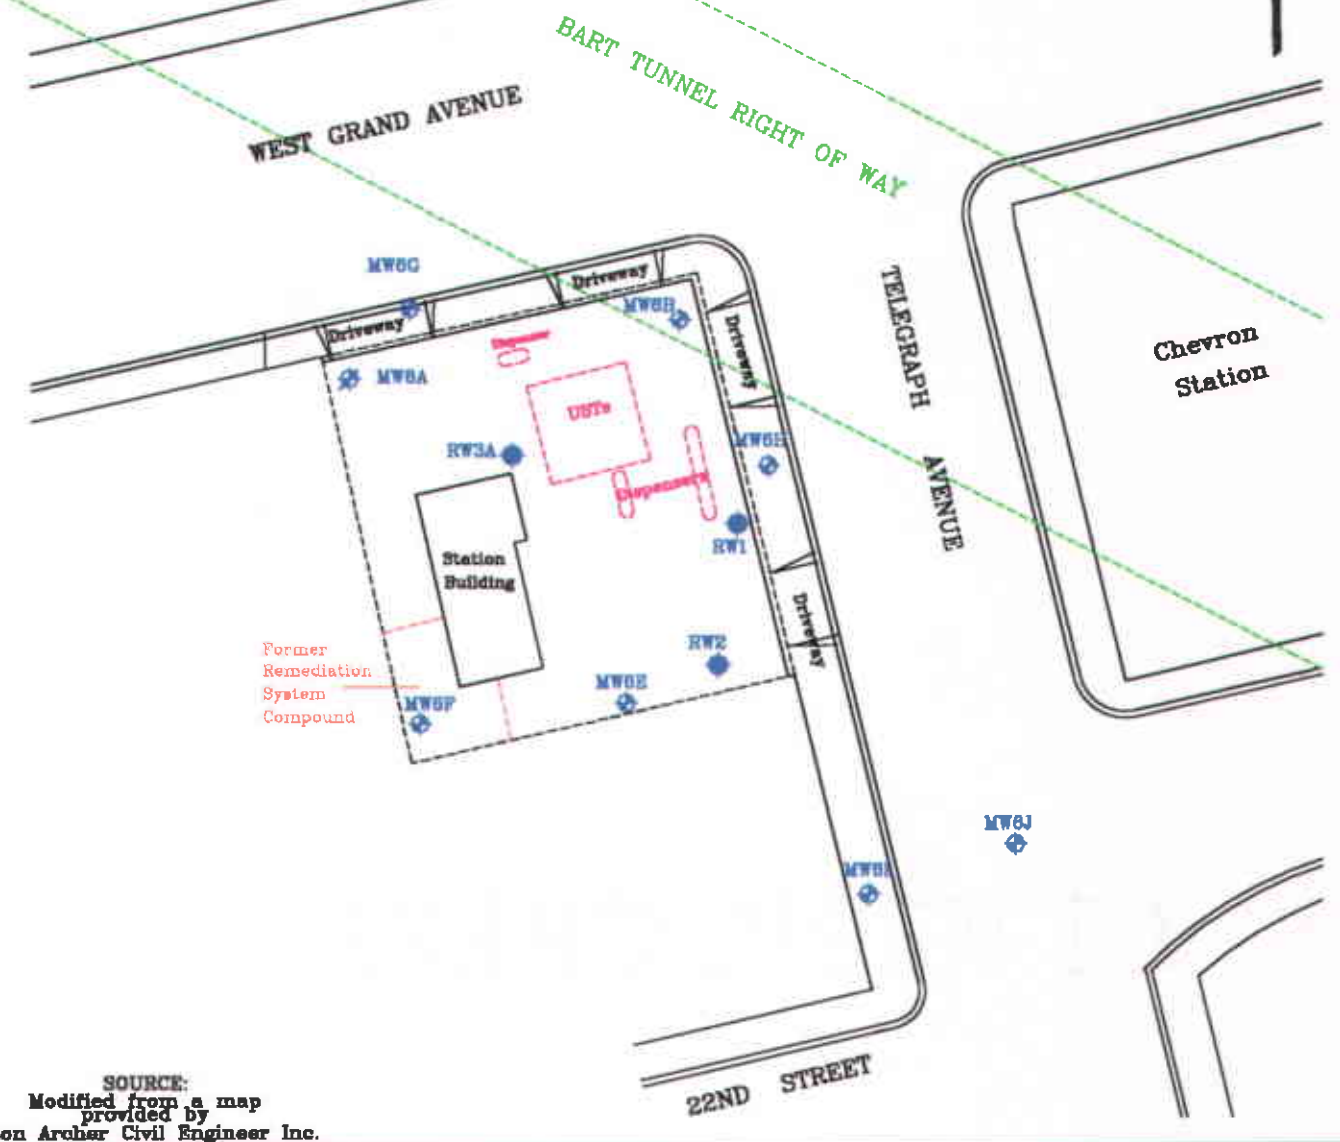 BART TUNNEL RIGHT OF WAY
WEST GRAND AVENUE
MW6G
Driveway
MW6B
Driveway
Driveway
TELEGRAPH AVENUE
Chevron
Station
MW6A
USTs
RW3A
MW6H
Dispensers
RW1
Station
Building
Driveway
RW2
Former
Remediation
System
Compound
MW6E
MW6F
MW6J
MW6I
22ND STREET
SOURCE:
Modified from a map
provided by
on Archer Civil Engineer Inc.